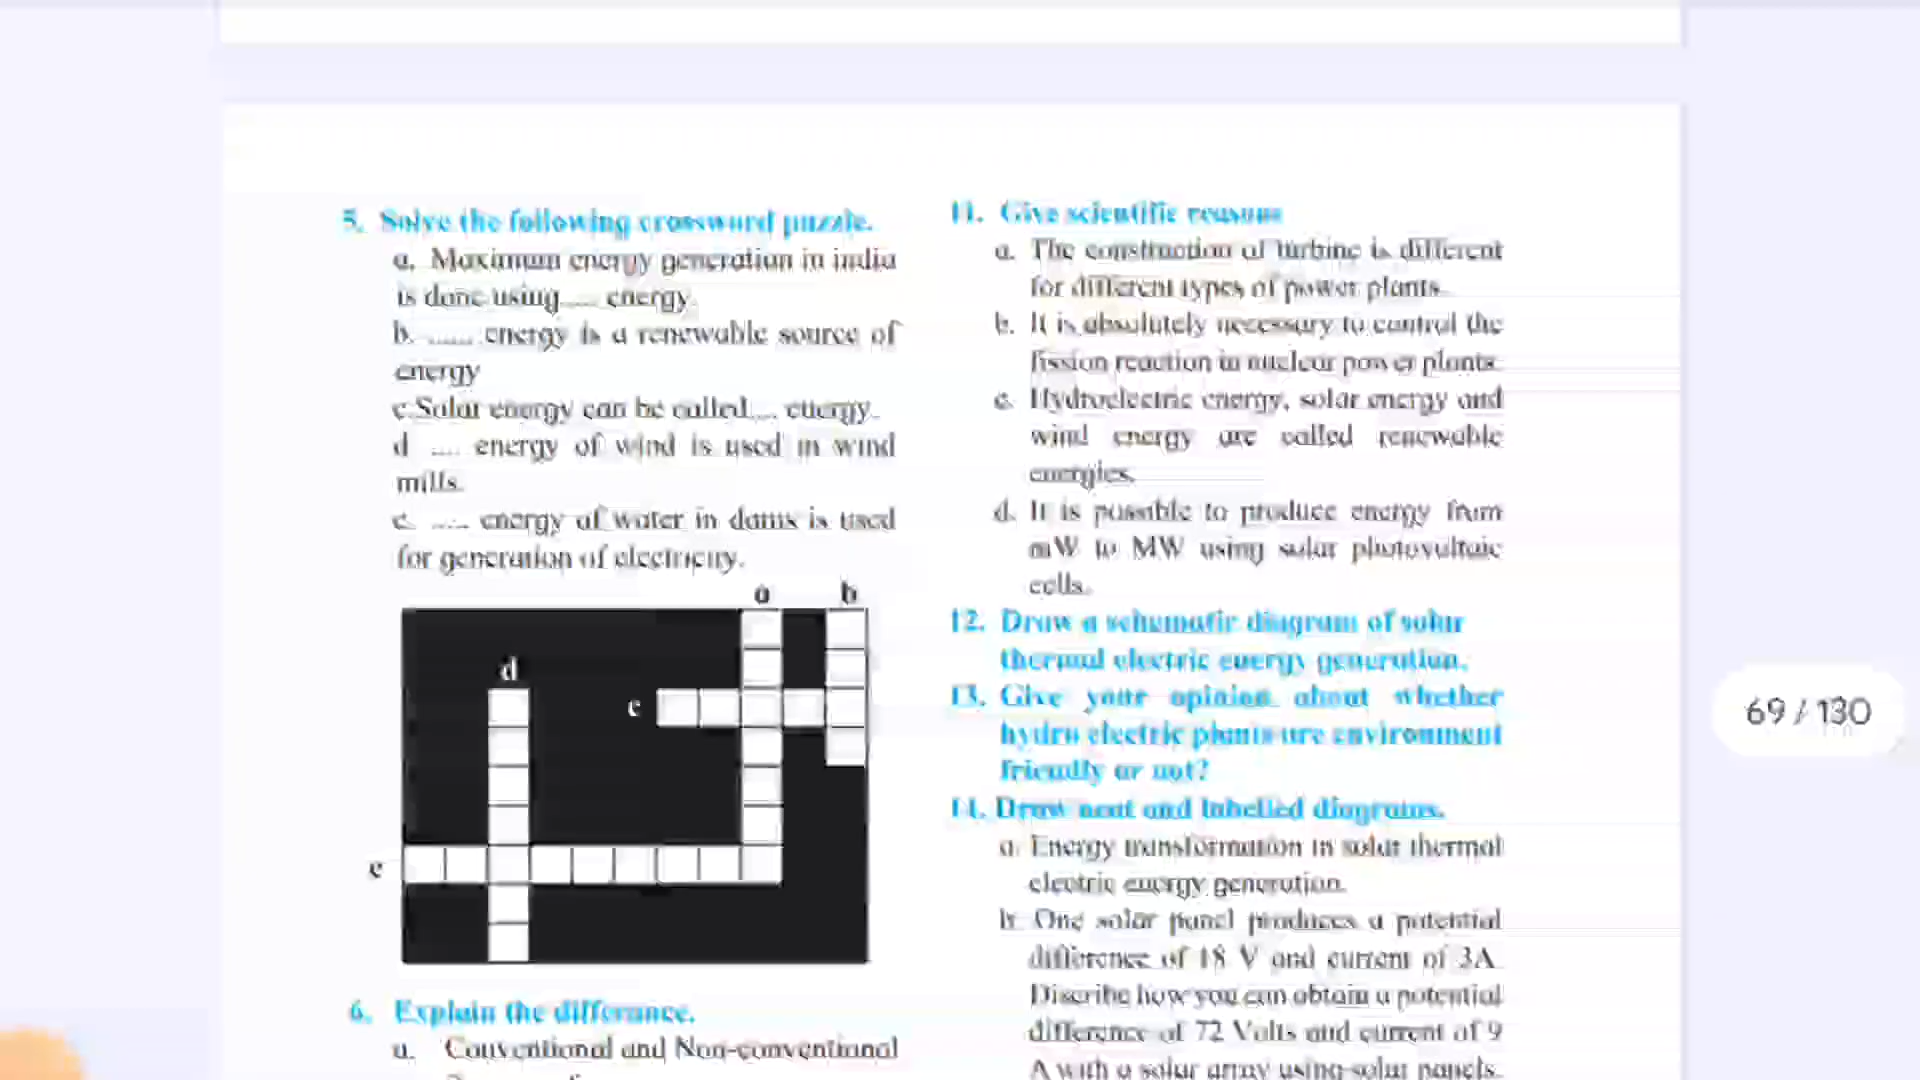 5. Solve the following crossword puzzle.
a. Maximum energy generation in india
is done using .... energy.
b. ...... energy is a renewable source of
energy
c.Solar energy can be called.... energy.
d .... energy of wind is used in wind
mills.
e. ..... energy of water in dams is used
for generation of electricity.
a b
d
c
e
6. Explain the difference.
a. Conventional and Non-conventional
11. Give scientific reasons
a. The construction of turbine is different
for different types of power plants.
b. It is absolutely necessary to control the
fission reaction in nuclear power plants.
c. Hydroelectric energy, solar energy and
wind energy are called renewable
energies.
d. It is possible to produce energy from
mW to MW using solar photovoltaic
cells.
12. Draw a schematic diagram of solar
thermal electric energy generation.
13. Give your opinion about whether
hydro electric plants are environment
friendly or not?
14. Draw neat and labelled diagrams.
a. Energy transformation in solar thermal
electric energy generation.
b. One solar panel produces a potential
difference of 18 V and current of 3A.
Discribe how you can obtain a potential
difference of 72 Volts and current of 9
A with a solar array using solar panels.
69 / 130